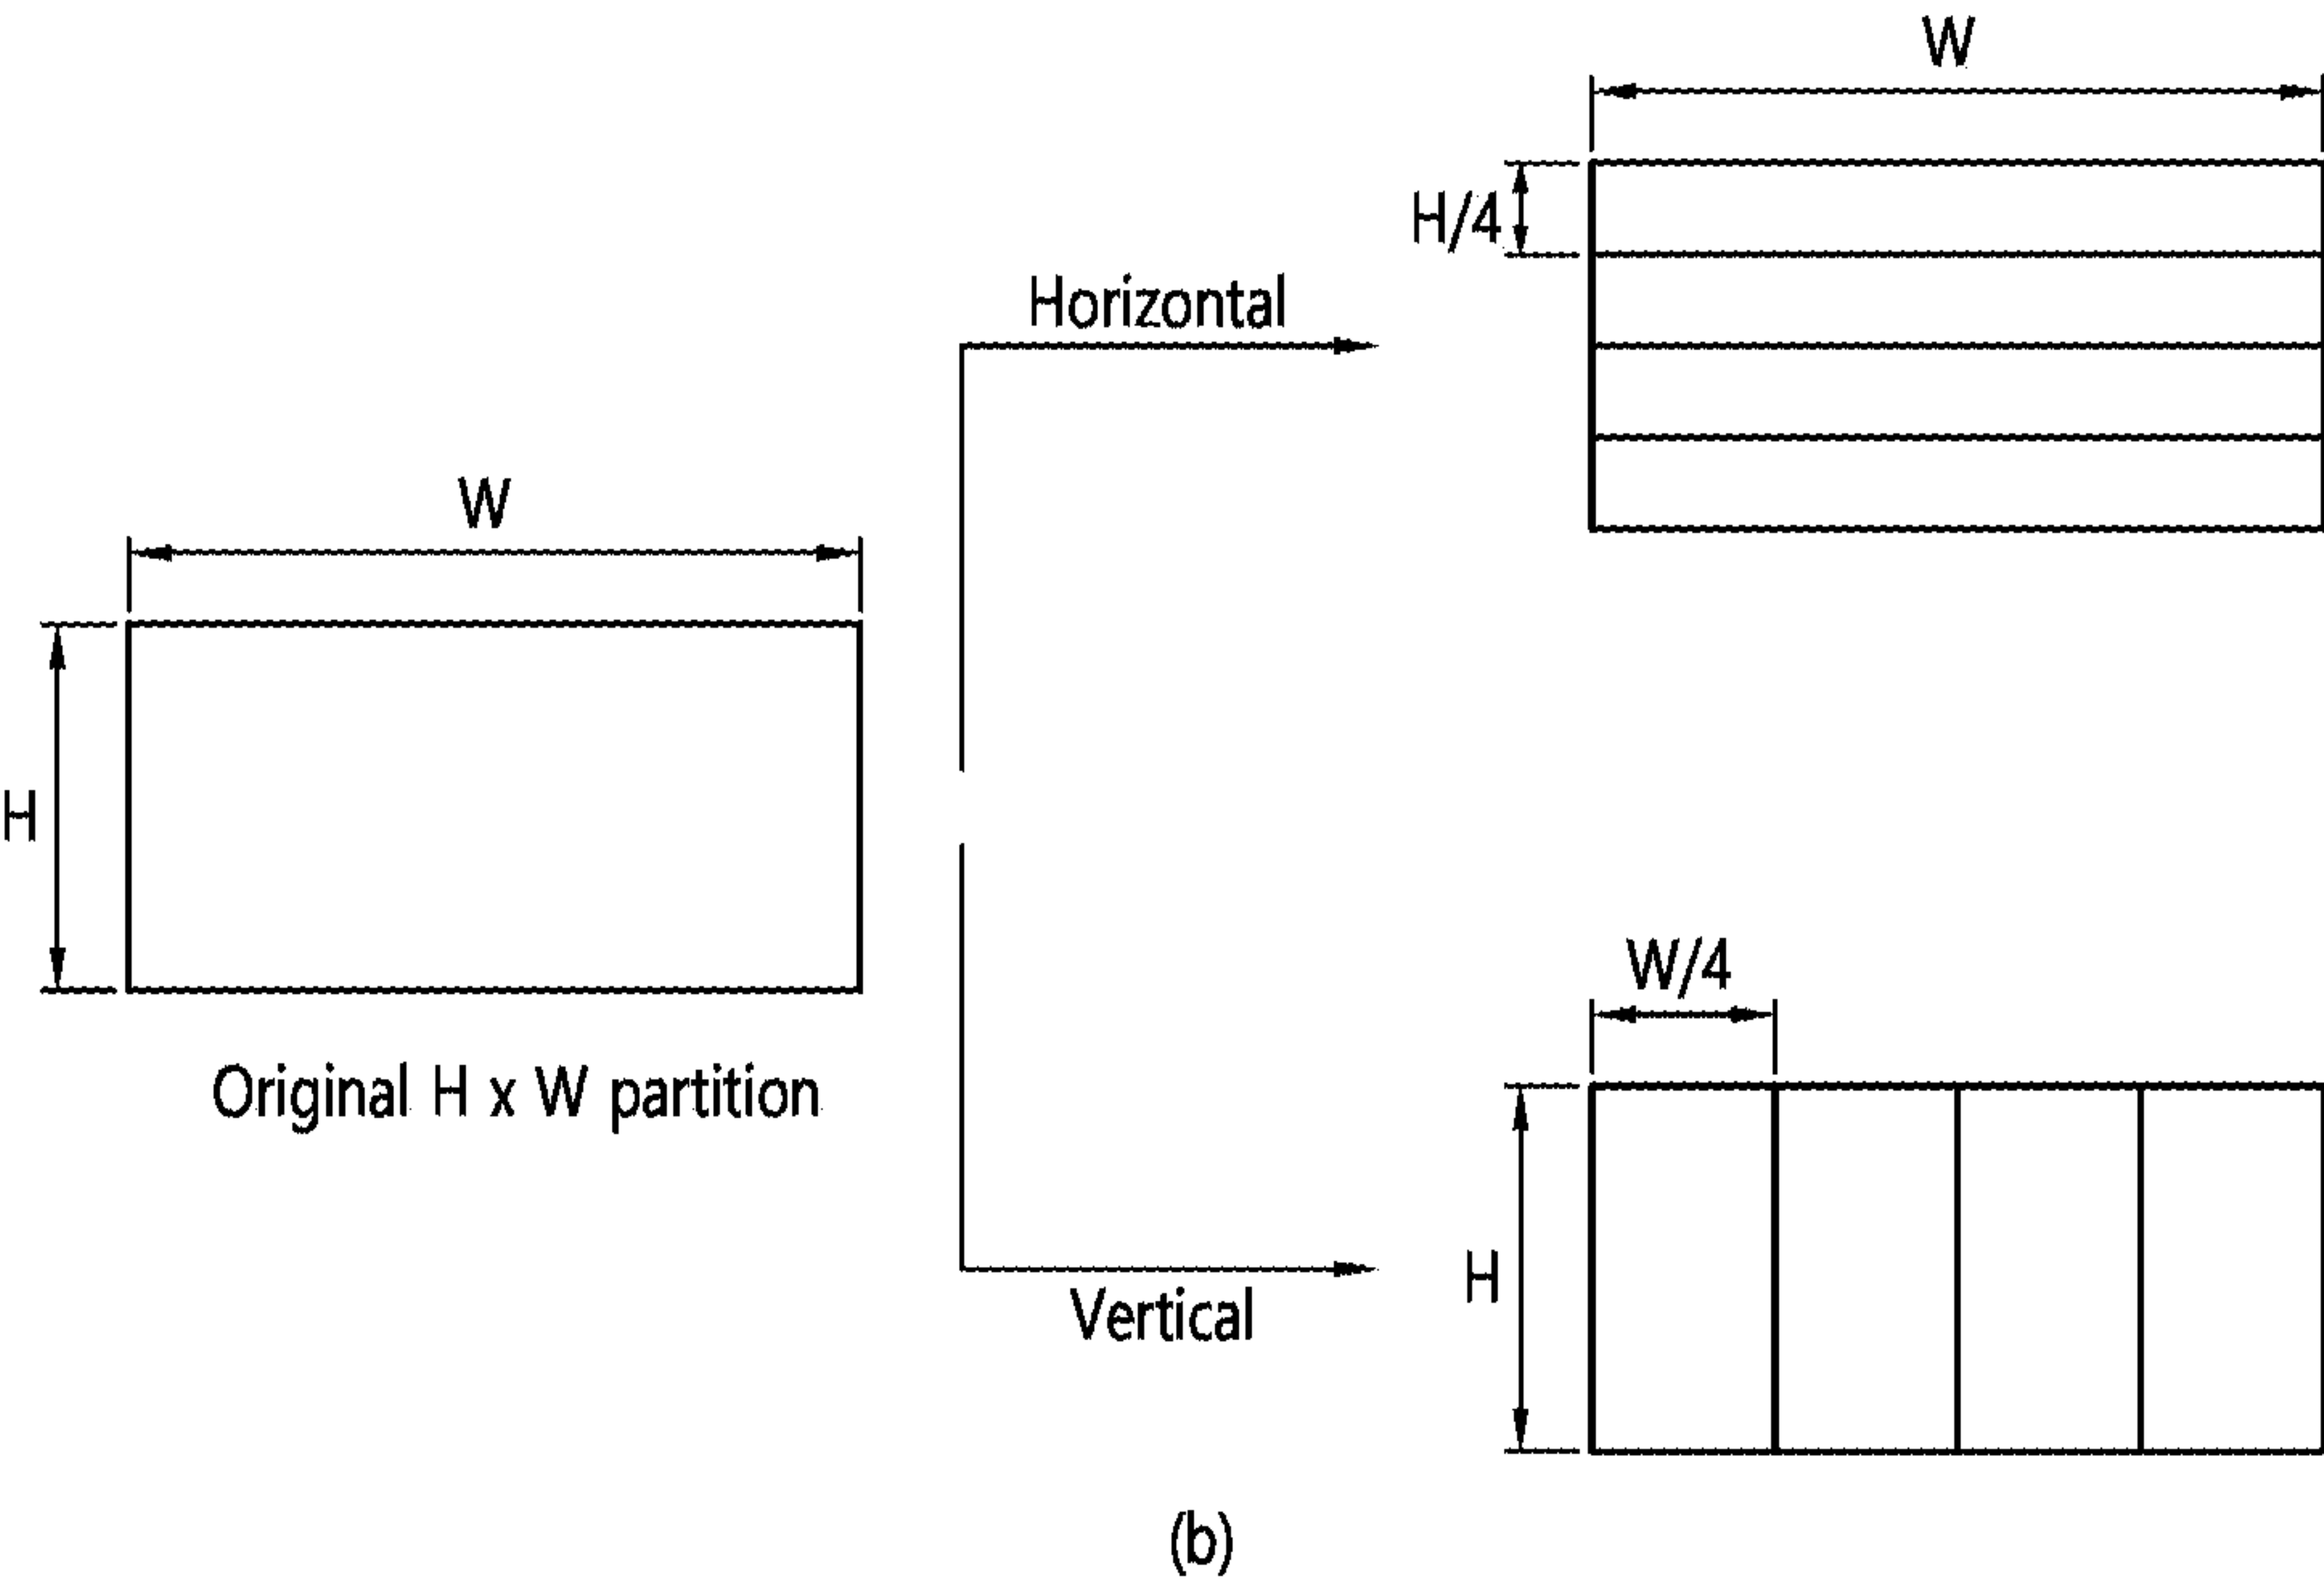 W
H/4
Horizontal
W
H
Original H x W partition
W/4
H
Vertical
(b)